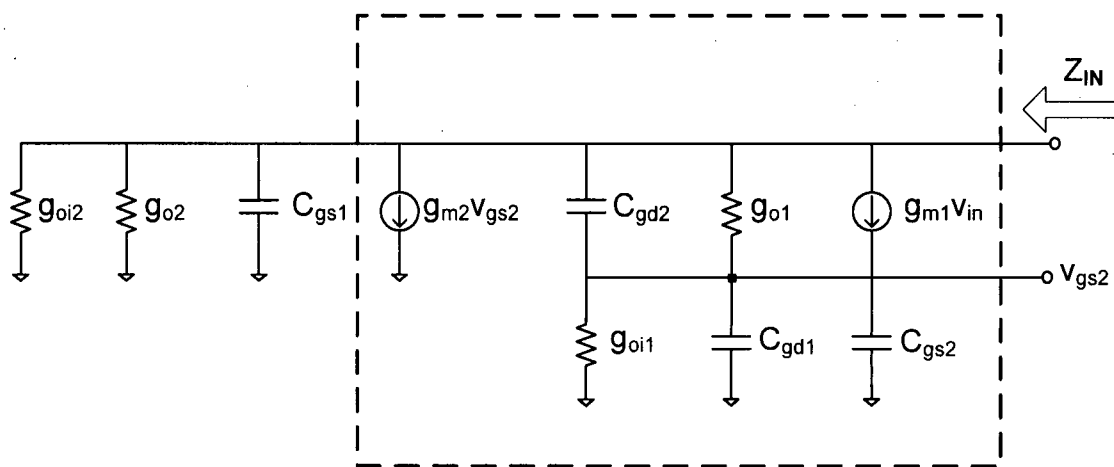 Z_IN
g_oi2
g_o2
C_gs1
g_m2v_gs2
C_gd2
g_o1
g_m1v_in
v_gs2
g_oi1
C_gd1
C_gs2